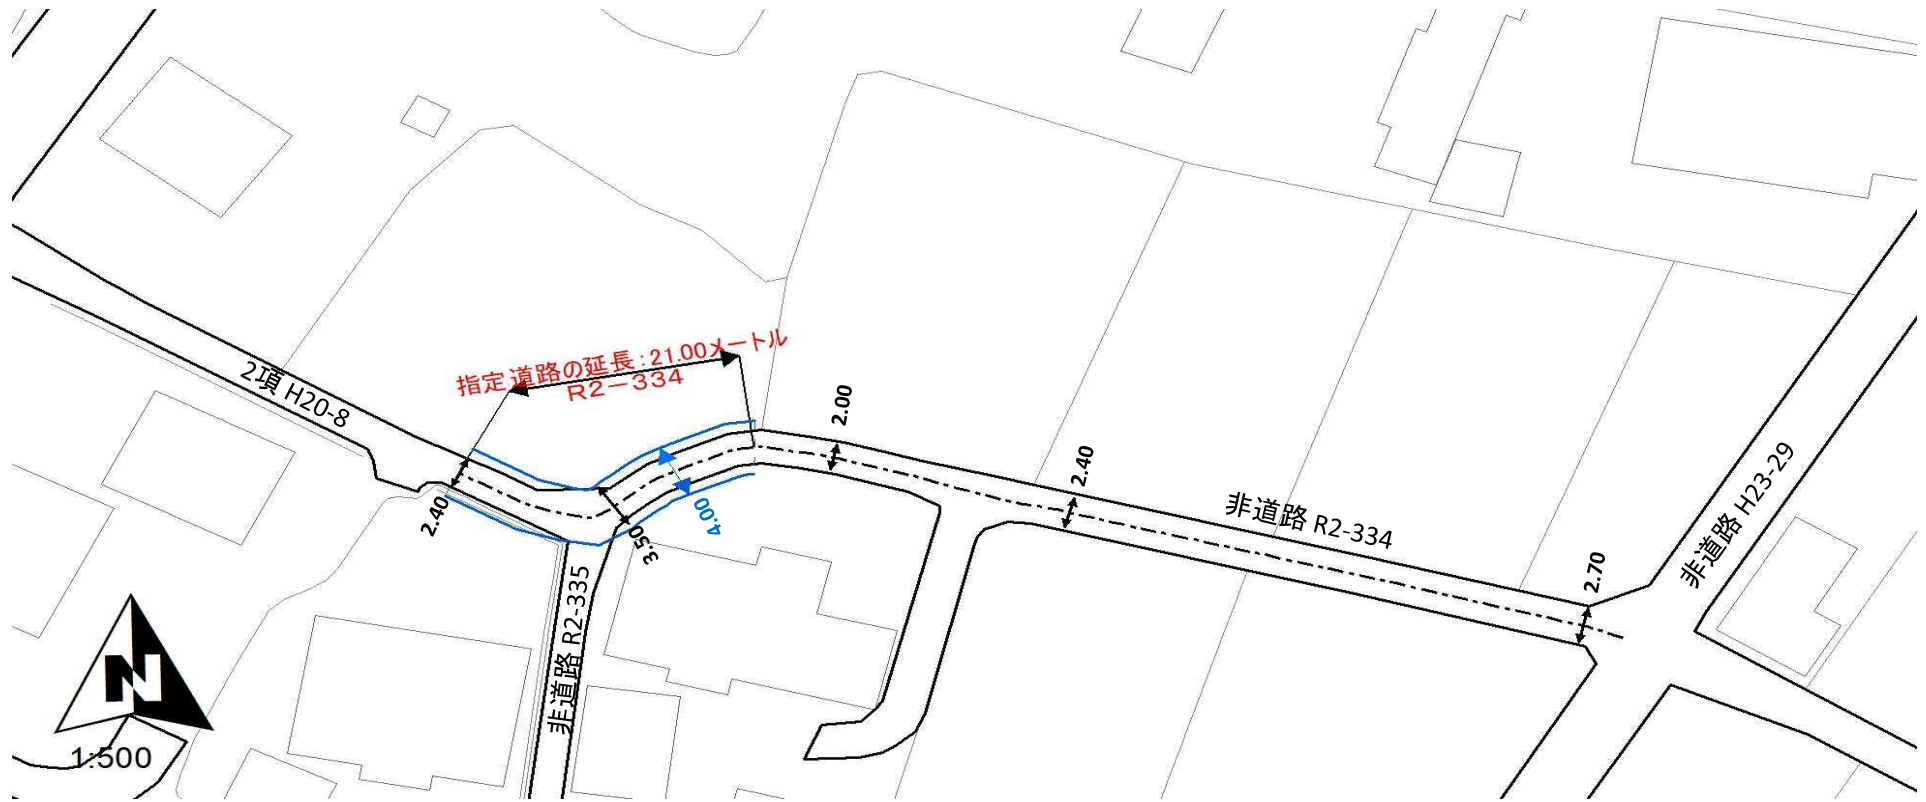 指定道路の延長:21.00メートル
R2-334
2項 H20-8
2.00
2.40
2.40
3.50
4.00
非道路 R2-334
非道路 H23-29
2.70
非道路 R2-335
N
1:500